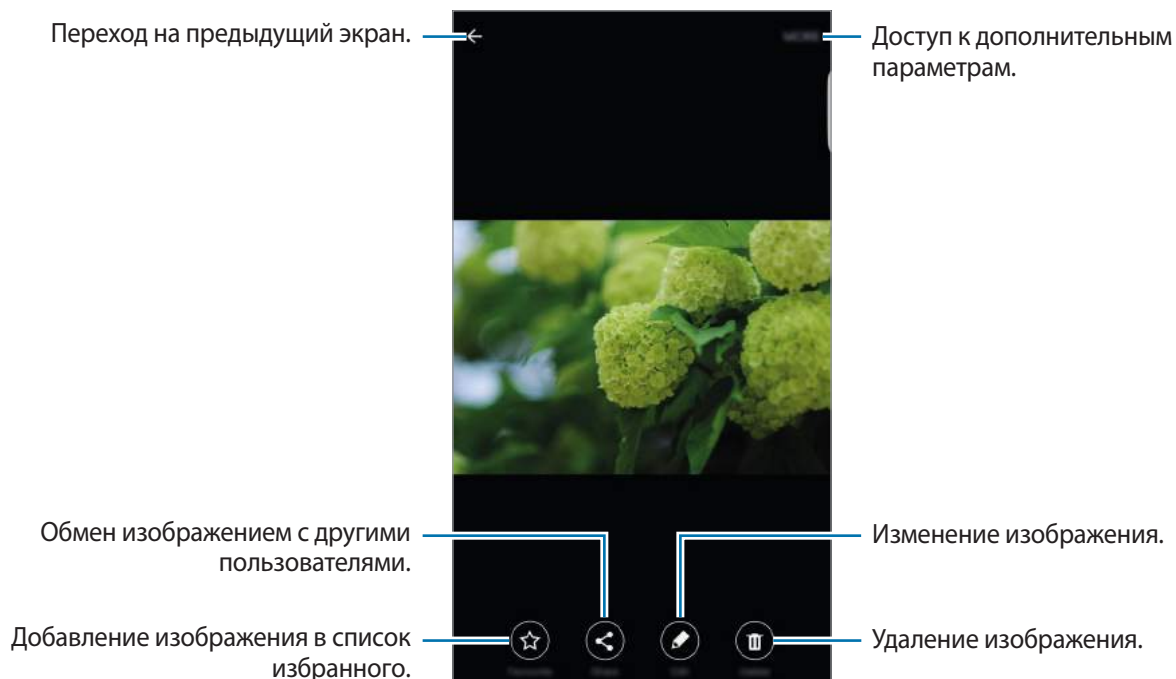 Переход на предыдущий экран.
Доступ к дополнительным
параметрам.
Обмен изображением с другими
пользователями.
Изменение изображения.
Добавление изображения в список
избранного.
Удаление изображения.